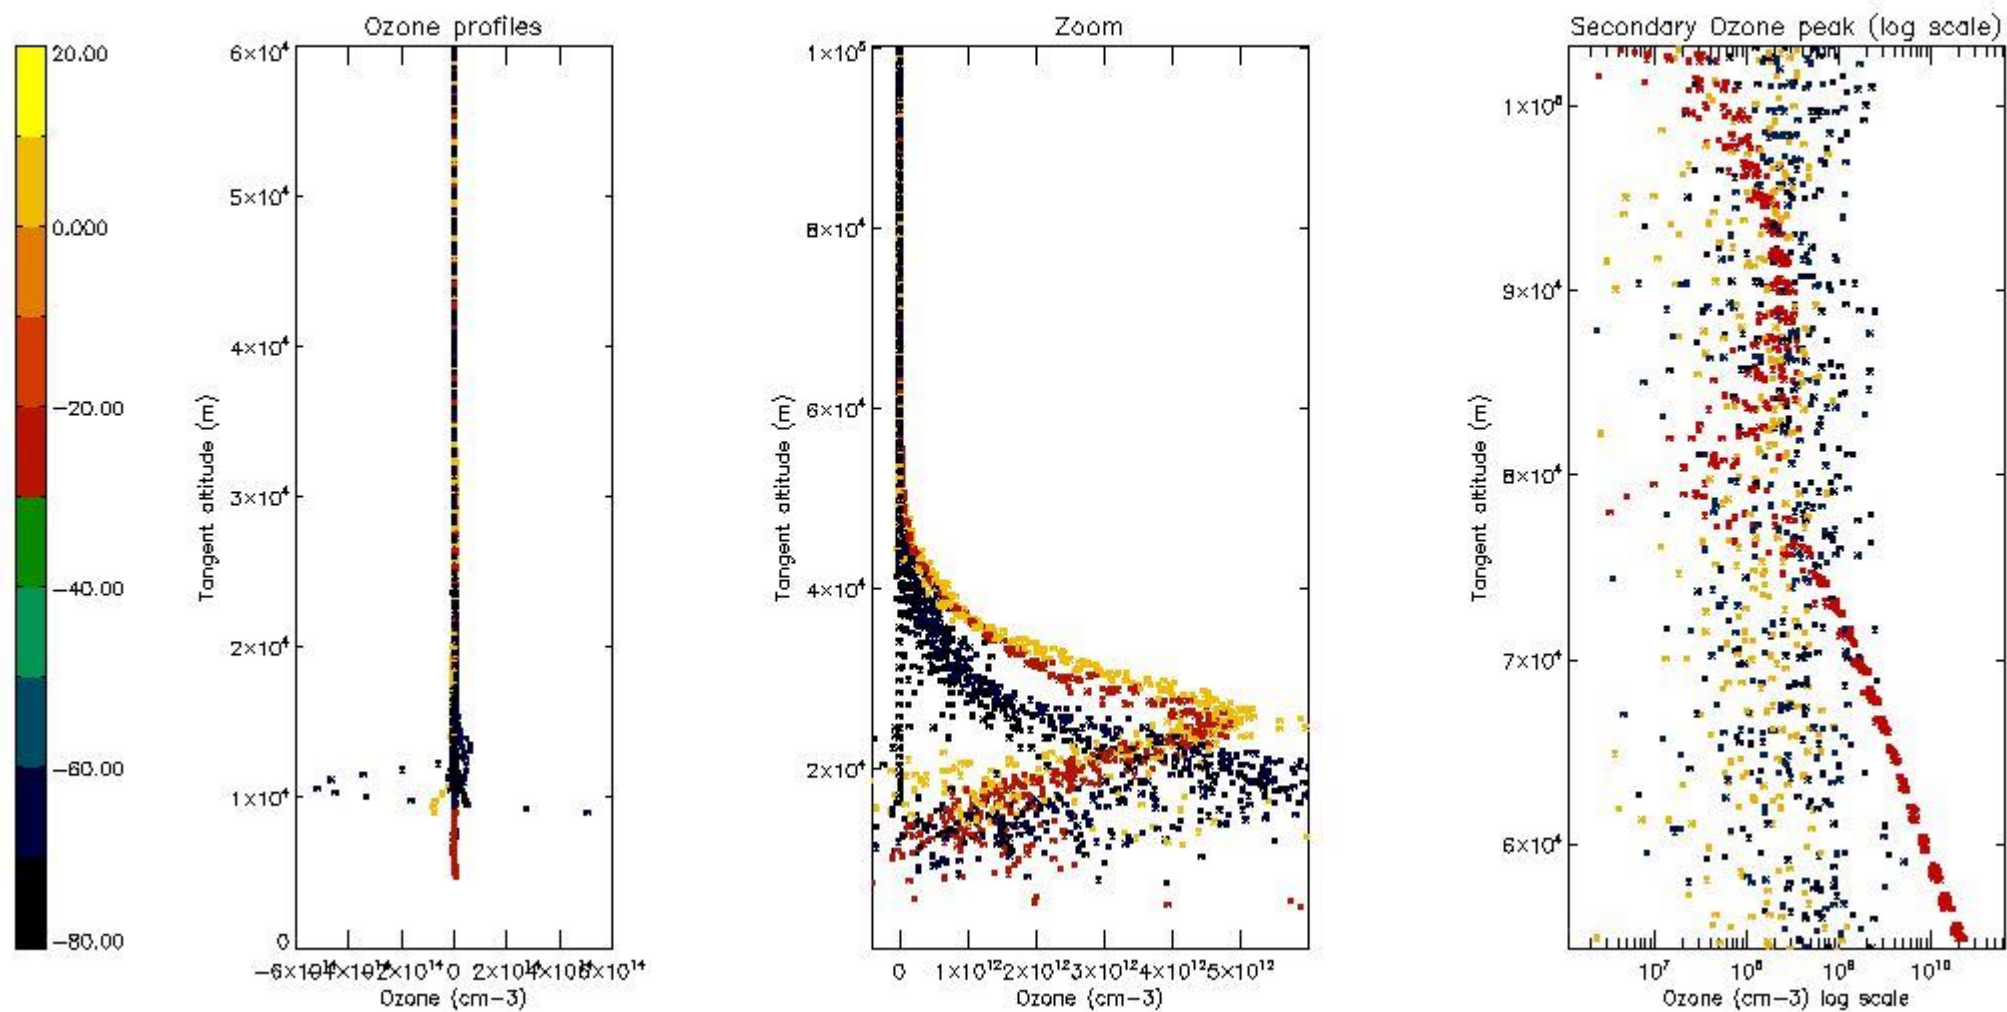 Ozone profiles
Zoom
Secondary Ozone peak (log scale)
20.00
0.000
−20.00
−40.00
−60.00
−80.00
6×10⁴
5×10⁴
4×10⁴
3×10⁴
2×10⁴
1×10⁴
0
Tangent altitude (m)
0
2×10¹⁴
6×10¹⁴
Ozone (cm−3)
1×10⁵
8×10⁴
6×10⁴
4×10⁴
2×10⁴
Tangent altitude (m)
0 1×10¹² 2×10¹² 3×10¹² 4×10¹² 5×10¹²
Ozone (cm−3)
1×10⁵
9×10⁴
8×10⁴
7×10⁴
6×10⁴
Tangent altitude (m)
10⁷ 10⁸ 10⁹ 10¹⁰
Ozone (cm−3) log scale